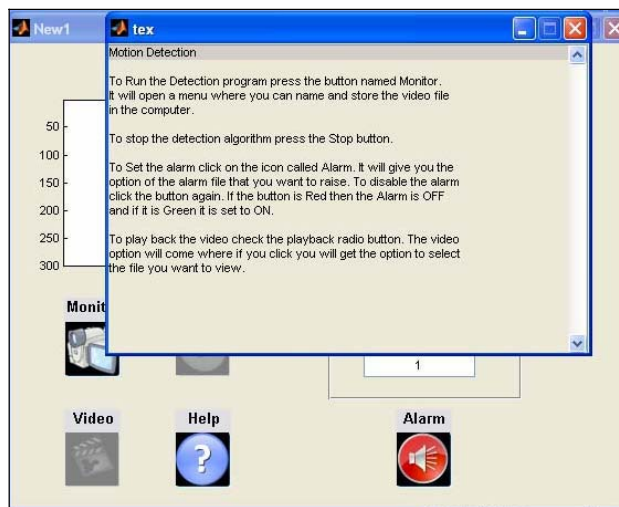 New1
tex
Motion Detection
To Run the Detection program press the button named Monitor.
It will open a menu where you can name and store the video file
in the computer.
To stop the detection algorithm press the Stop button.
To Set the alarm click on the icon called Alarm. It will give you the
option of the alarm file that you want to raise. To disable the alarm
click the button again. If the button is Red then the Alarm is OFF
and if it is Green it is set to ON.
To play back the video check the playback radio button. The video
option will come where if you click you will get the option to select
the file you want to view.
50
100
150
200
250
300
Monit
1
Video
Help
?
Alarm